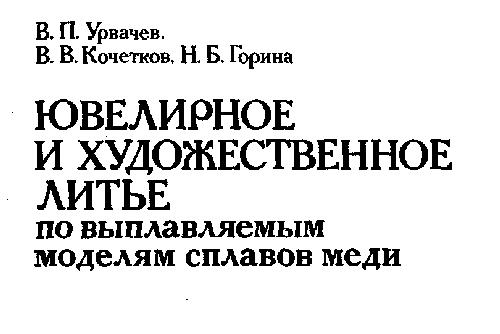 В. П. Урвачев,
В. В. Кочетков, Н. Б. Горина
ЮВЕЛИРНОЕ
И ХУДОЖЕСТВЕННОЕ
ЛИТЬЕ
по выплавляемым
моделям сплавов меди